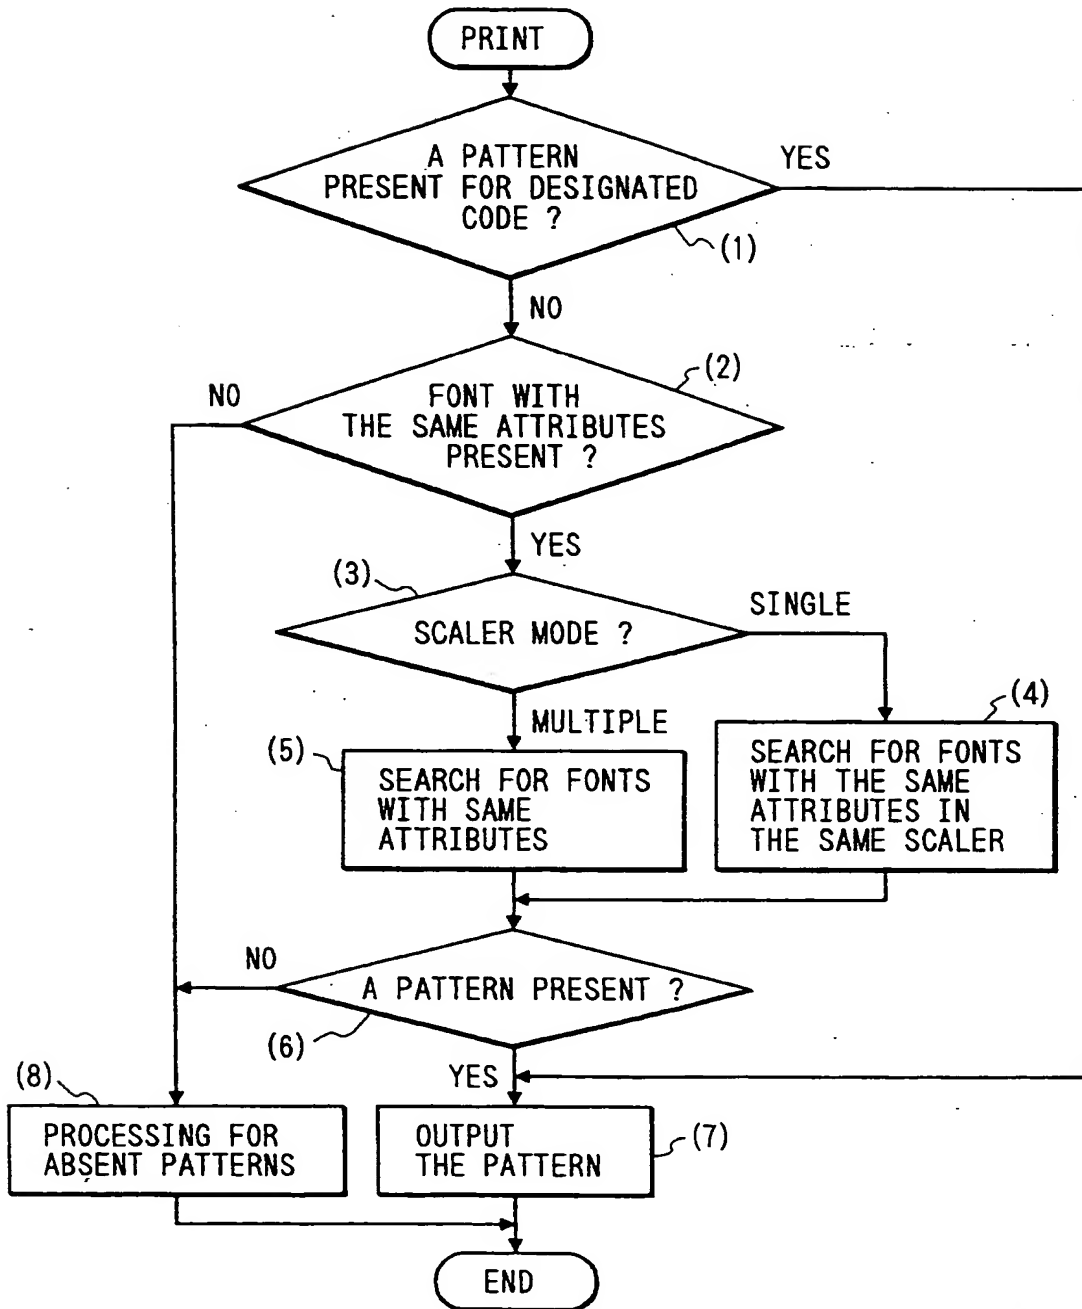 PRINT
A PATTERN
PRESENT FOR DESIGNATED
CODE ?
YES
(1)
NO
(2)
NO
FONT WITH
THE SAME ATTRIBUTES
PRESENT ?
YES
(3)
SINGLE
SCALER MODE ?
(4)
MULTIPLE
(5)
SEARCH FOR FONTS
WITH SAME
ATTRIBUTES
SEARCH FOR FONTS
WITH THE SAME
ATTRIBUTES IN
THE SAME SCALER
NO
A PATTERN PRESENT ?
(6)
YES
(8)
PROCESSING FOR
ABSENT PATTERNS
OUTPUT
THE PATTERN
(7)
END